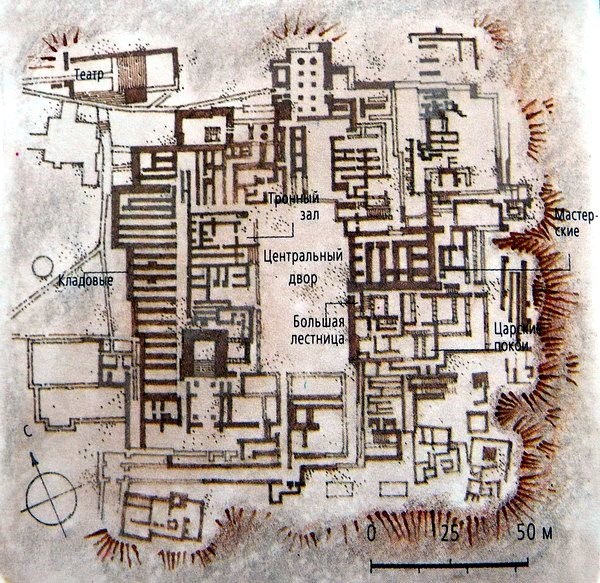 Театр
Тронный
зал
Мастер-
ские
Центральный
двор
Кладовые
Большая
лестница
Царские
покои
С
0 25 50 м